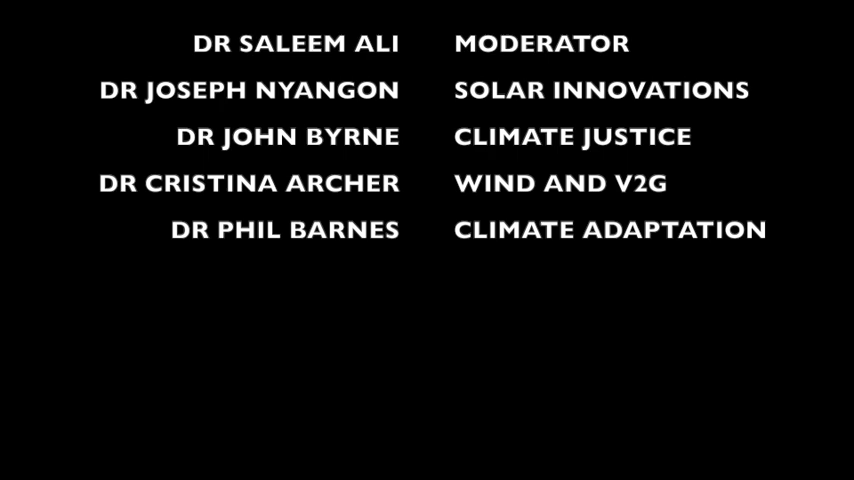 DR SALEEM ALI MODERATOR
DR JOSEPH NYANGON SOLAR INNOVATIONS
DR JOHN BYRNE CLIMATE JUSTICE
DR CRISTINA ARCHER WIND AND V2G
DR PHIL BARNES CLIMATE ADAPTATION